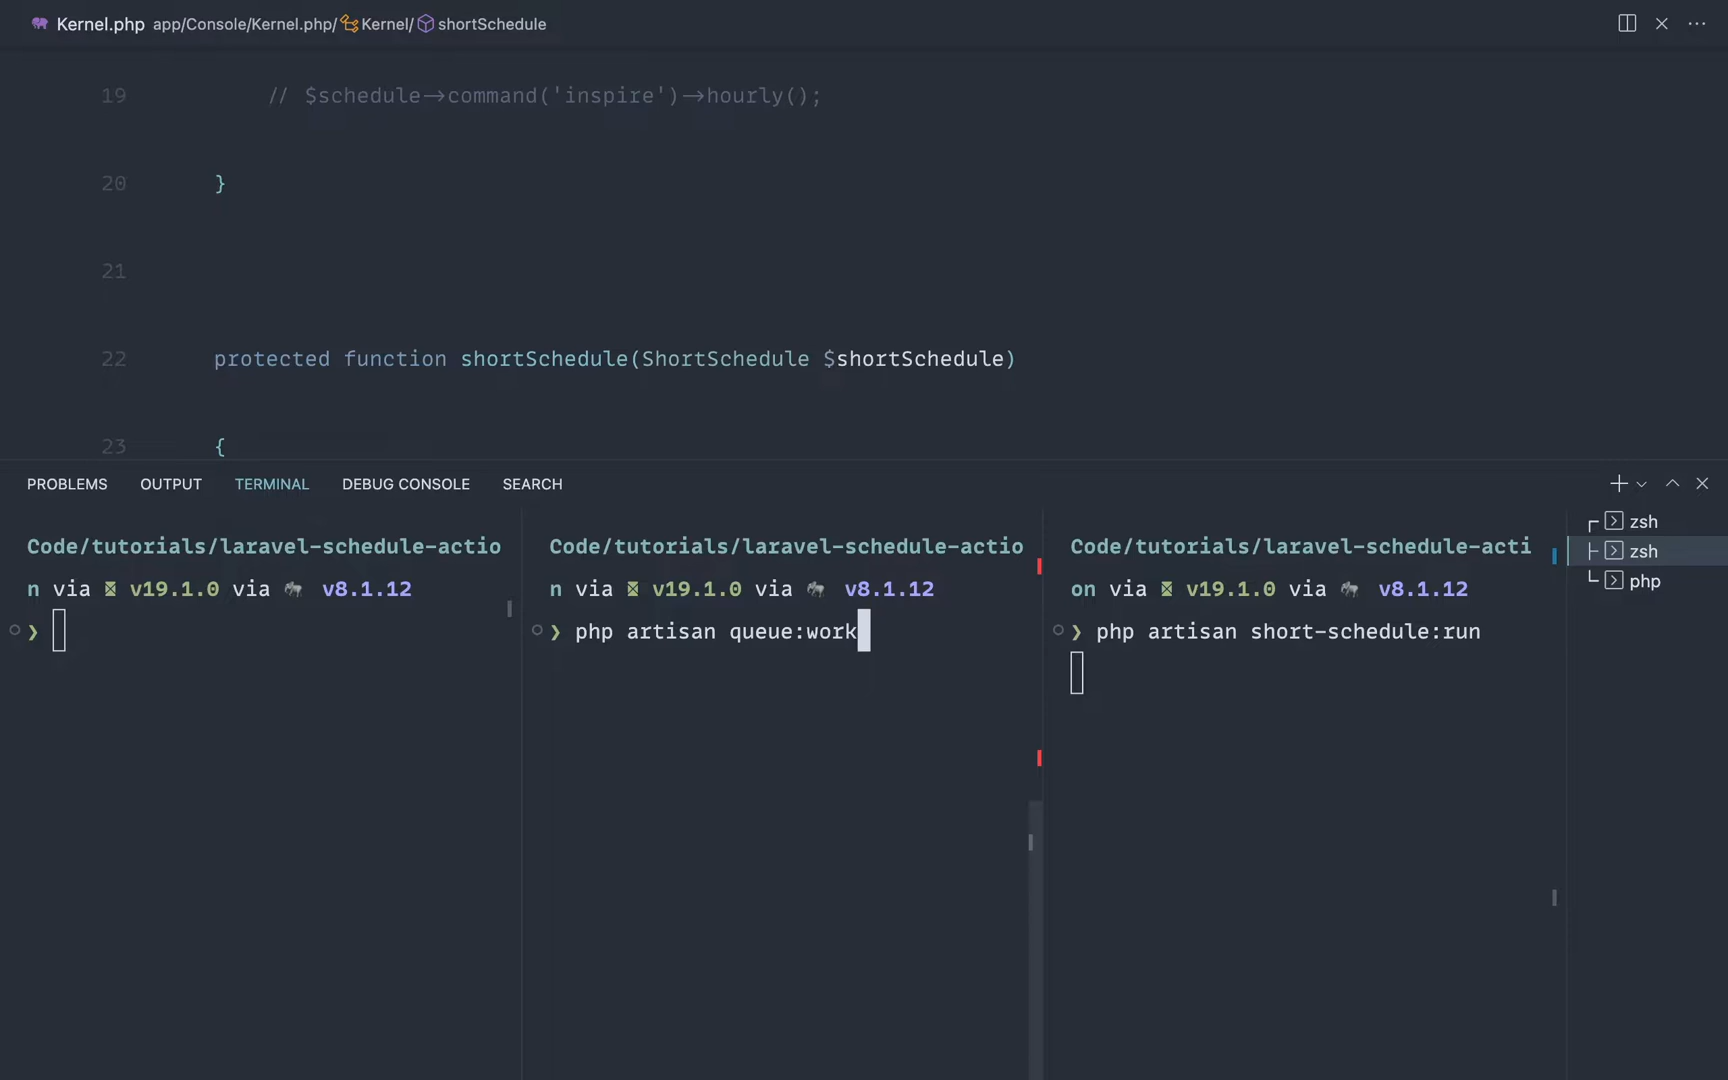 Kernel.php app/Console/Kernel.php/ Kernel/ shortSchedule
19 // $schedule->command('inspire')->hourly();
20 }
21
22 protected function shortSchedule(ShortSchedule $shortSchedule)
23 {
PROBLEMS OUTPUT TERMINAL DEBUG CONSOLE SEARCH
Code/tutorials/laravel-schedule-actio
n via v19.1.0 via 🐘 v8.1.12
❯
Code/tutorials/laravel-schedule-actio
n via v19.1.0 via 🐘 v8.1.12
❯ php artisan queue:work
Code/tutorials/laravel-schedule-acti
on via v19.1.0 via 🐘 v8.1.12
❯ php artisan short-schedule:run
zsh
zsh
php